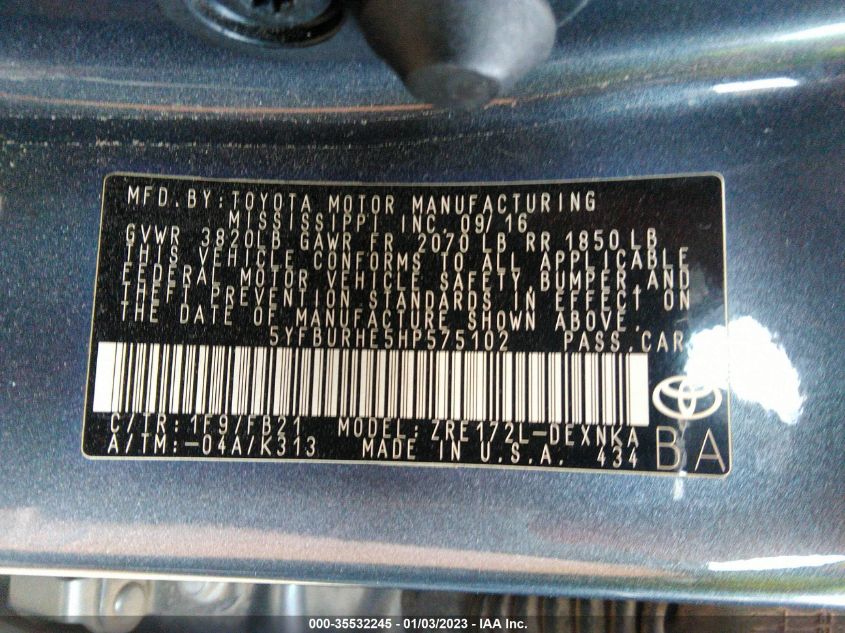 MFD. BY: TOYOTA MOTOR MANUFACTURING
MISSISSIPPI INC. 09/16
GVWR 3820LB GAWR FR 2070 LB RR 1850 LB
THIS VEHICLE CONFORMS TO ALL APPLICABLE
FEDERAL MOTOR VEHICLE SAFETY, BUMPER, AND
THEFT PREVENTION STANDARDS IN EFFECT ON
THE DATE OF MANUFACTURE SHOWN ABOVE.
5YFBURHE5HP575102 PASS. CAR
C/TR: 1F9/FB21 MODEL: ZRE172L-DEXNKA
A/TM: -04A/K313 MADE IN U.S.A. 434
BA
000-35532245 - 01/03/2023 - IAA Inc.